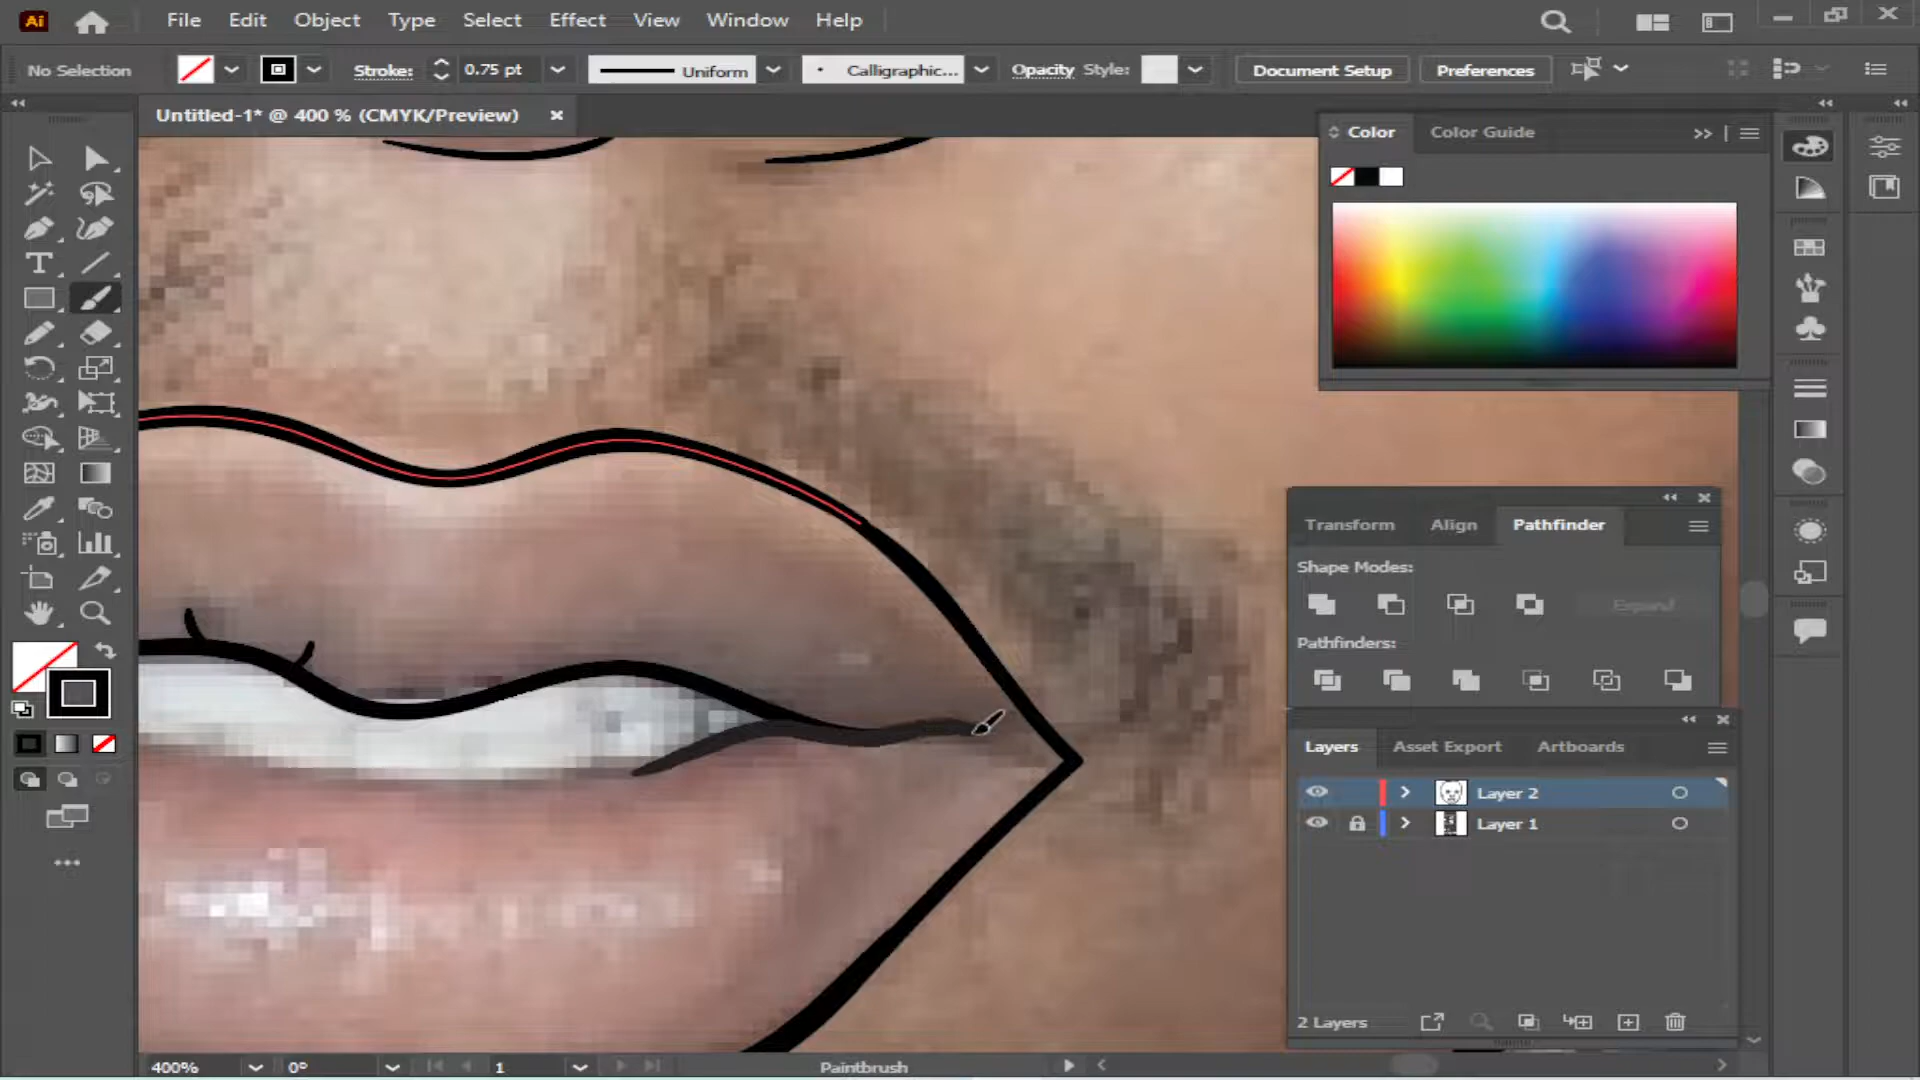 Ai File Edit Object Type Select Effect View Window Help
No Selection Stroke: 0.75 pt Uniform Calligraphic... Opacity Style: Document Setup Preferences
Untitled-1* @ 400 % (CMYK/Preview)
Color Color Guide
Transform Align Pathfinder
Shape Modes:
Expand
Pathfinders:
Layers Asset Export Artboards
Layer 2
Layer 1
2 Layers
400% 0° 1 Paintbrush